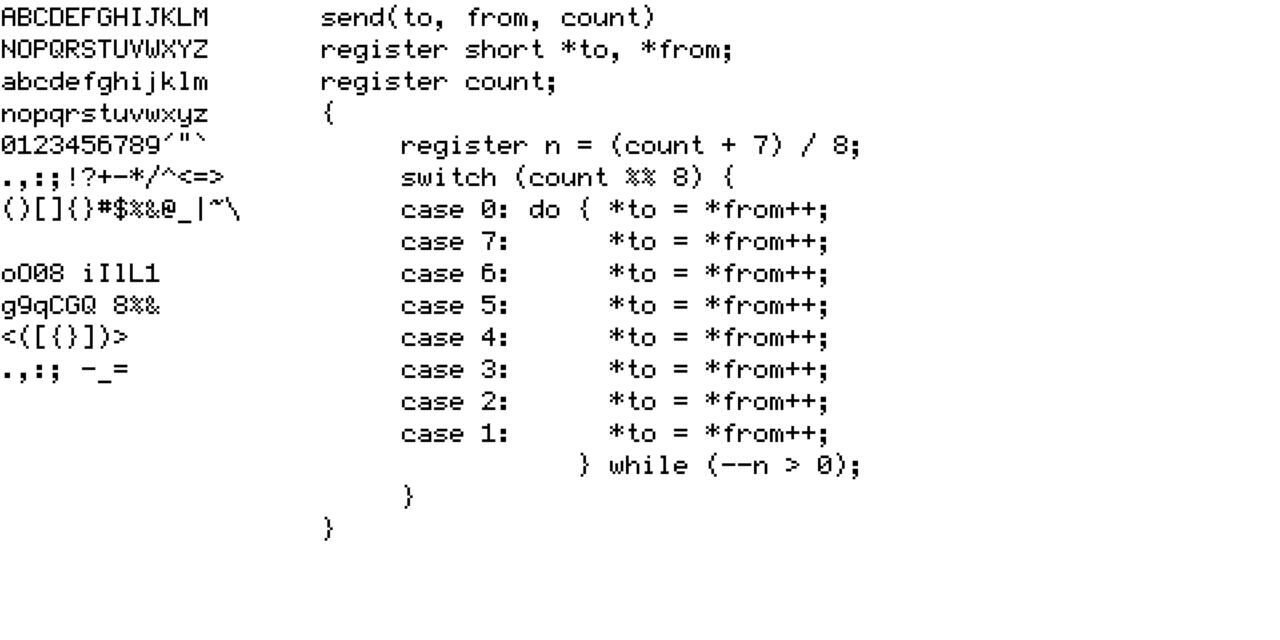 ABCDEFGHIJKLM
NOPQRSTUVWXYZ
abcdefghijklm
nopqrstuvwxyz
0123456789´"`
.,:;!?+-*/^<=>
()[]{}#$%&@_|~\
oO08 iIlL1
g9qCGQ 8%&
<([{}])>
.,:; -_=
send(to, from, count)
register short *to, *from;
register count;
{
     register n = (count + 7) / 8;
     switch (count %% 8) {
     case 0: do { *to = *from++;
     case 7:      *to = *from++;
     case 6:      *to = *from++;
     case 5:      *to = *from++;
     case 4:      *to = *from++;
     case 3:      *to = *from++;
     case 2:      *to = *from++;
     case 1:      *to = *from++;
                } while (--n > 0);
     }
}